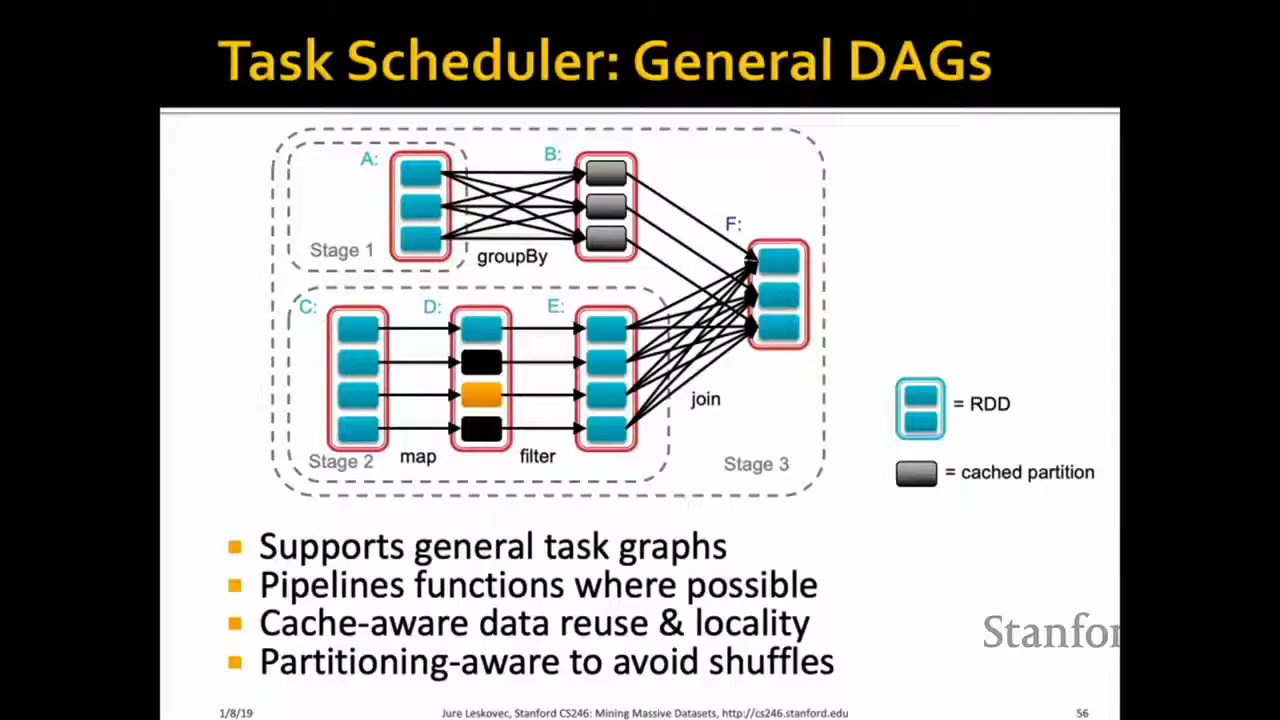 Task Scheduler: General DAGs
A:
B:
F:
Stage 1
groupBy
C:
D:
E:
join
= RDD
Stage 2
map
filter
Stage 3
= cached partition
Supports general task graphs
Pipelines functions where possible
Cache-aware data reuse & locality
Partitioning-aware to avoid shuffles
Stanfor
1/8/19
Jure Leskovec, Stanford CS246: Mining Massive Datasets, http://cs246.stanford.edu
56